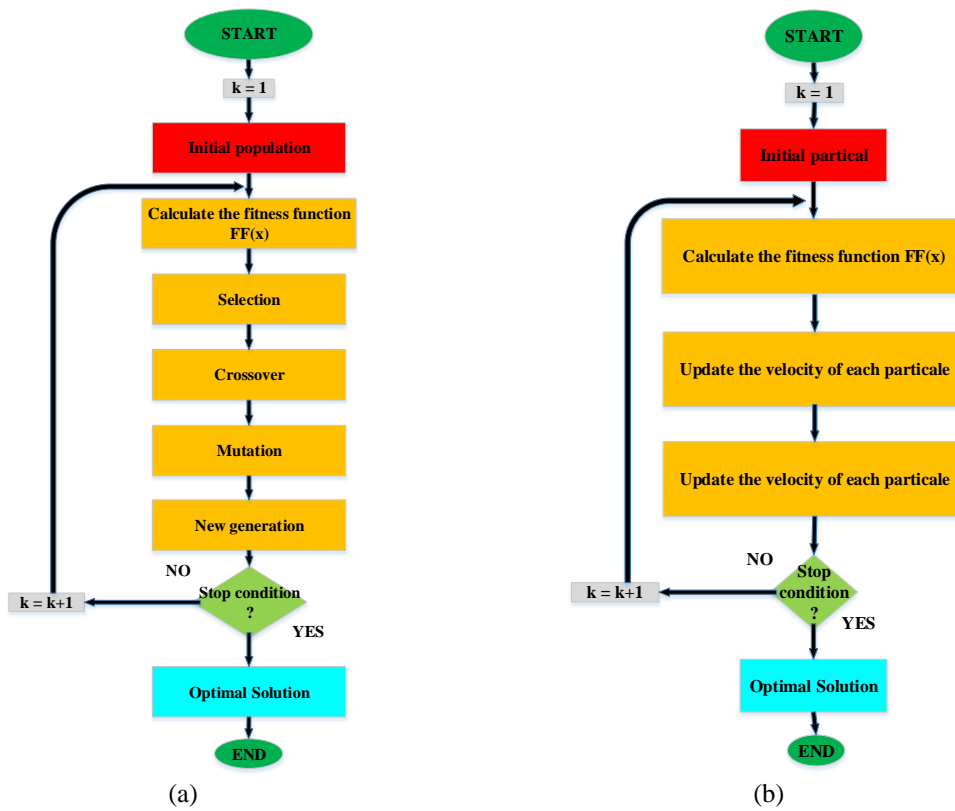 START
k = 1
Initial population
Calculate the fitness function
FF(x)
Selection
Crossover
Mutation
New generation
NO
Stop condition
?
k = k+1
YES
Optimal Solution
END
(a)
START
k = 1
Initial partical
Calculate the fitness function FF(x)
Update the velocity of each particale
Update the velocity of each particale
NO
Stop
condition
?
k = k+1
YES
Optimal Solution
END
(b)